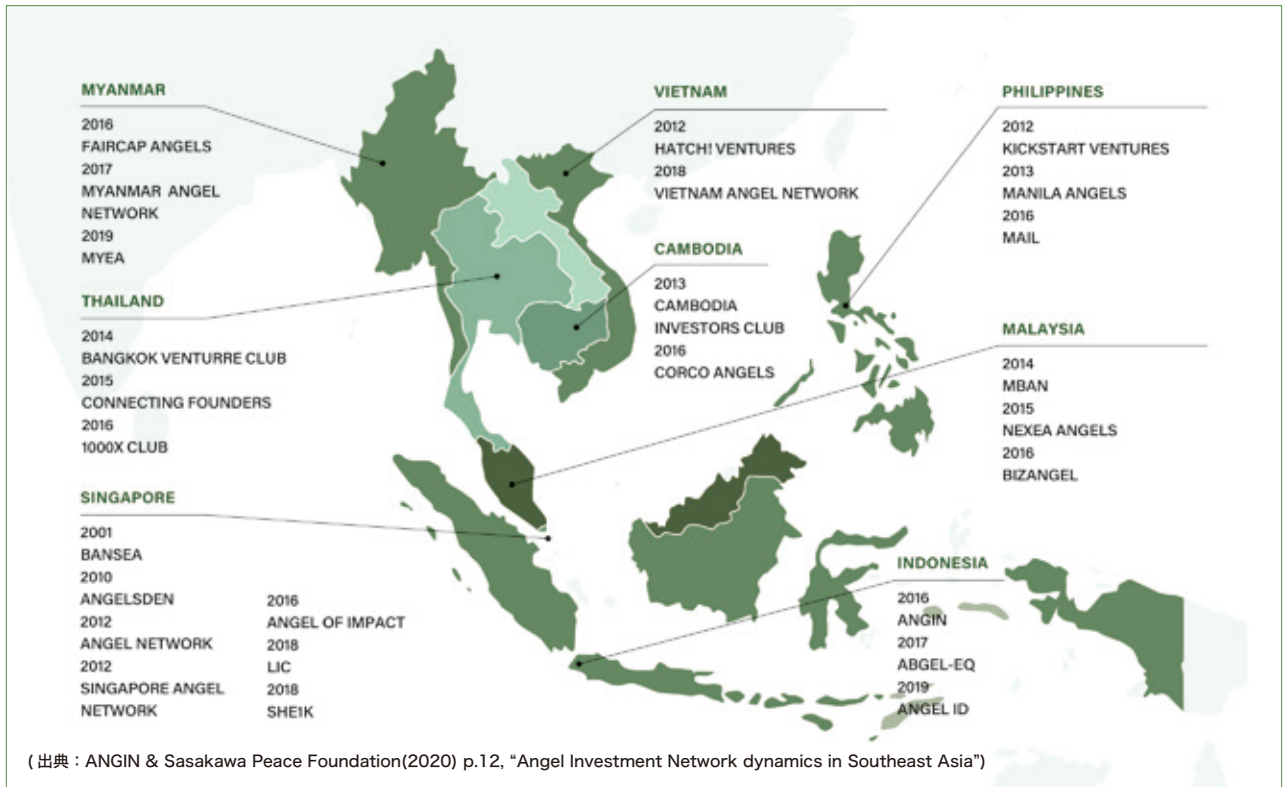 MYANMAR
2016
FAIRCAP ANGELS
2017
MYANMAR ANGEL
NETWORK
2019
MYEA
THAILAND
2014
BANGKOK VENTURRE CLUB
2015
CONNECTING FOUNDERS
2016
1000X CLUB
SINGAPORE
2001
BANSEA
2010
ANGELSDEN
2012
ANGEL NETWORK
2012
SINGAPORE ANGEL
NETWORK
2016
ANGEL OF IMPACT
2018
LIC
2018
SHE1K
VIETNAM
2012
HATCH! VENTURES
2018
VIETNAM ANGEL NETWORK
CAMBODIA
2013
CAMBODIA
INVESTORS CLUB
2016
CORCO ANGELS
PHILIPPINES
2012
KICKSTART VENTURES
2013
MANILA ANGELS
2016
MAIL
MALAYSIA
2014
MBAN
2015
NEXEA ANGELS
2016
BIZANGEL
INDONESIA
2016
ANGIN
2017
ABGEL-EQ
2019
ANGEL ID
(出典：ANGIN & Sasakawa Peace Foundation(2020) p.12, “Angel Investment Network dynamics in Southeast Asia”)